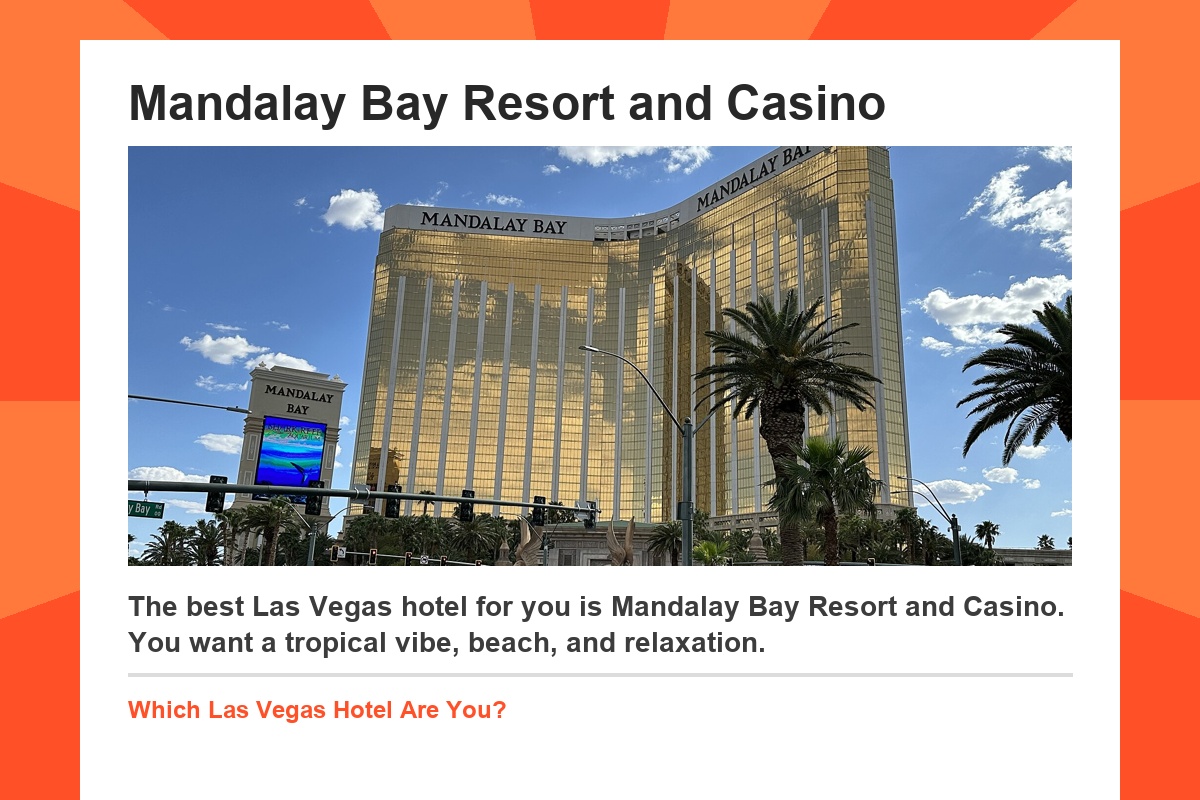 Mandalay Bay Resort and Casino
MANDALAY BAY
MANDALAY BAY
MANDALAY
BAY
y Bay
The best Las Vegas hotel for you is Mandalay Bay Resort and Casino.
You want a tropical vibe, beach, and relaxation.
Which Las Vegas Hotel Are You?